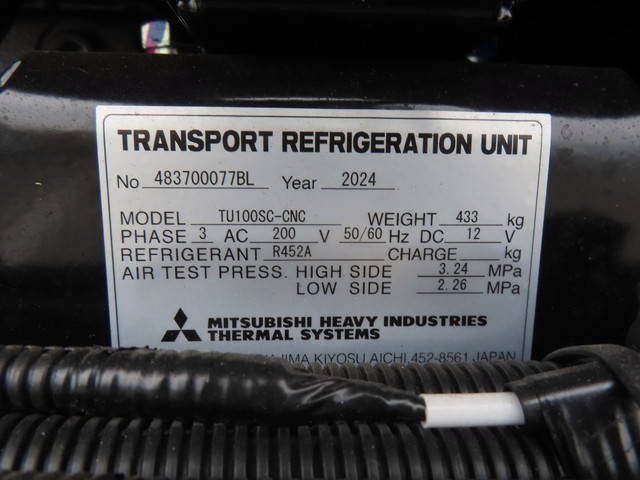 TRANSPORT REFRIGERATION UNIT
No 483700077BL Year 2024
MODEL TU100SC-CNC WEIGHT 433 kg
PHASE 3 AC 200 V 50/60 Hz DC 12 V
REFRIGERANT R452A CHARGE kg
AIR TEST PRESS. HIGH SIDE 3.24 MPa
LOW SIDE 2.26 MPa
MITSUBISHI HEAVY INDUSTRIES
THERMAL SYSTEMS
KIYOSU AICHI 452-8561 JAPAN